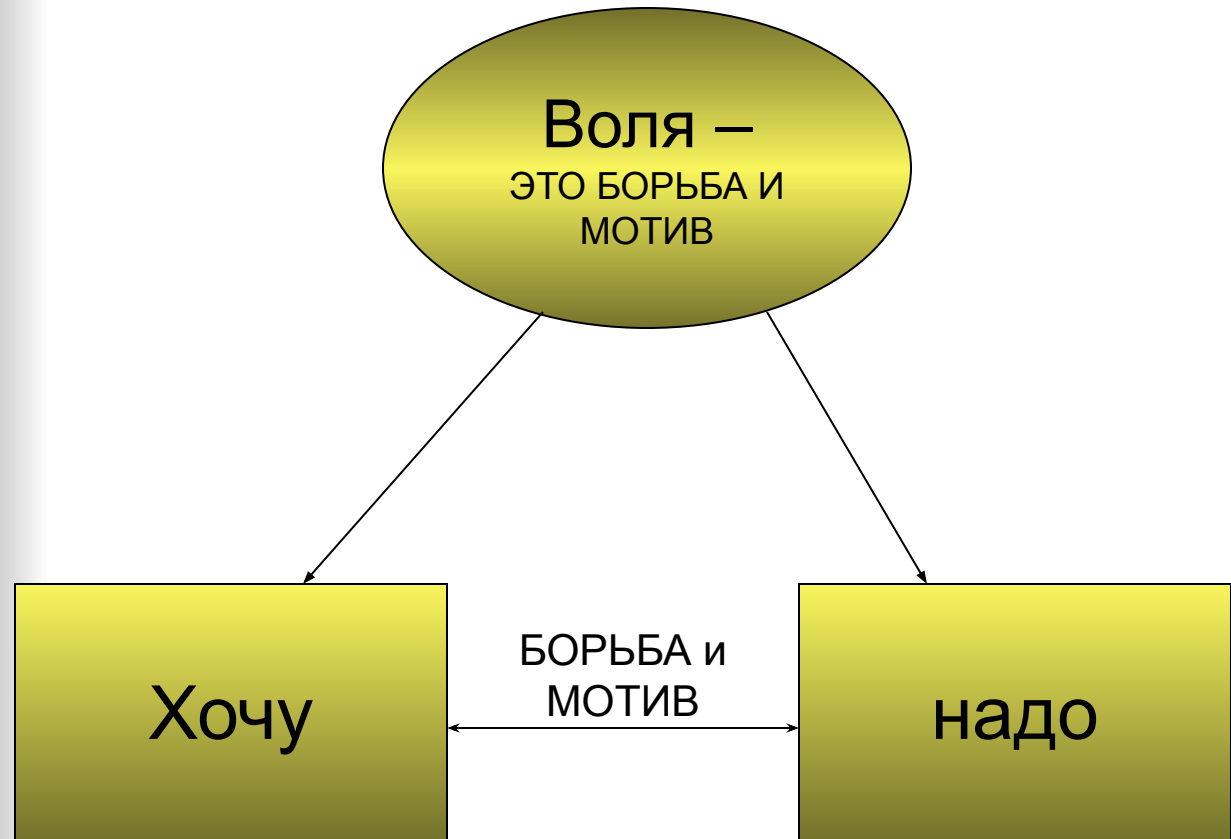 Воля –
ЭТО БОРЬБА И
МОТИВ
БОРЬБА и
МОТИВ
Хочу
надо